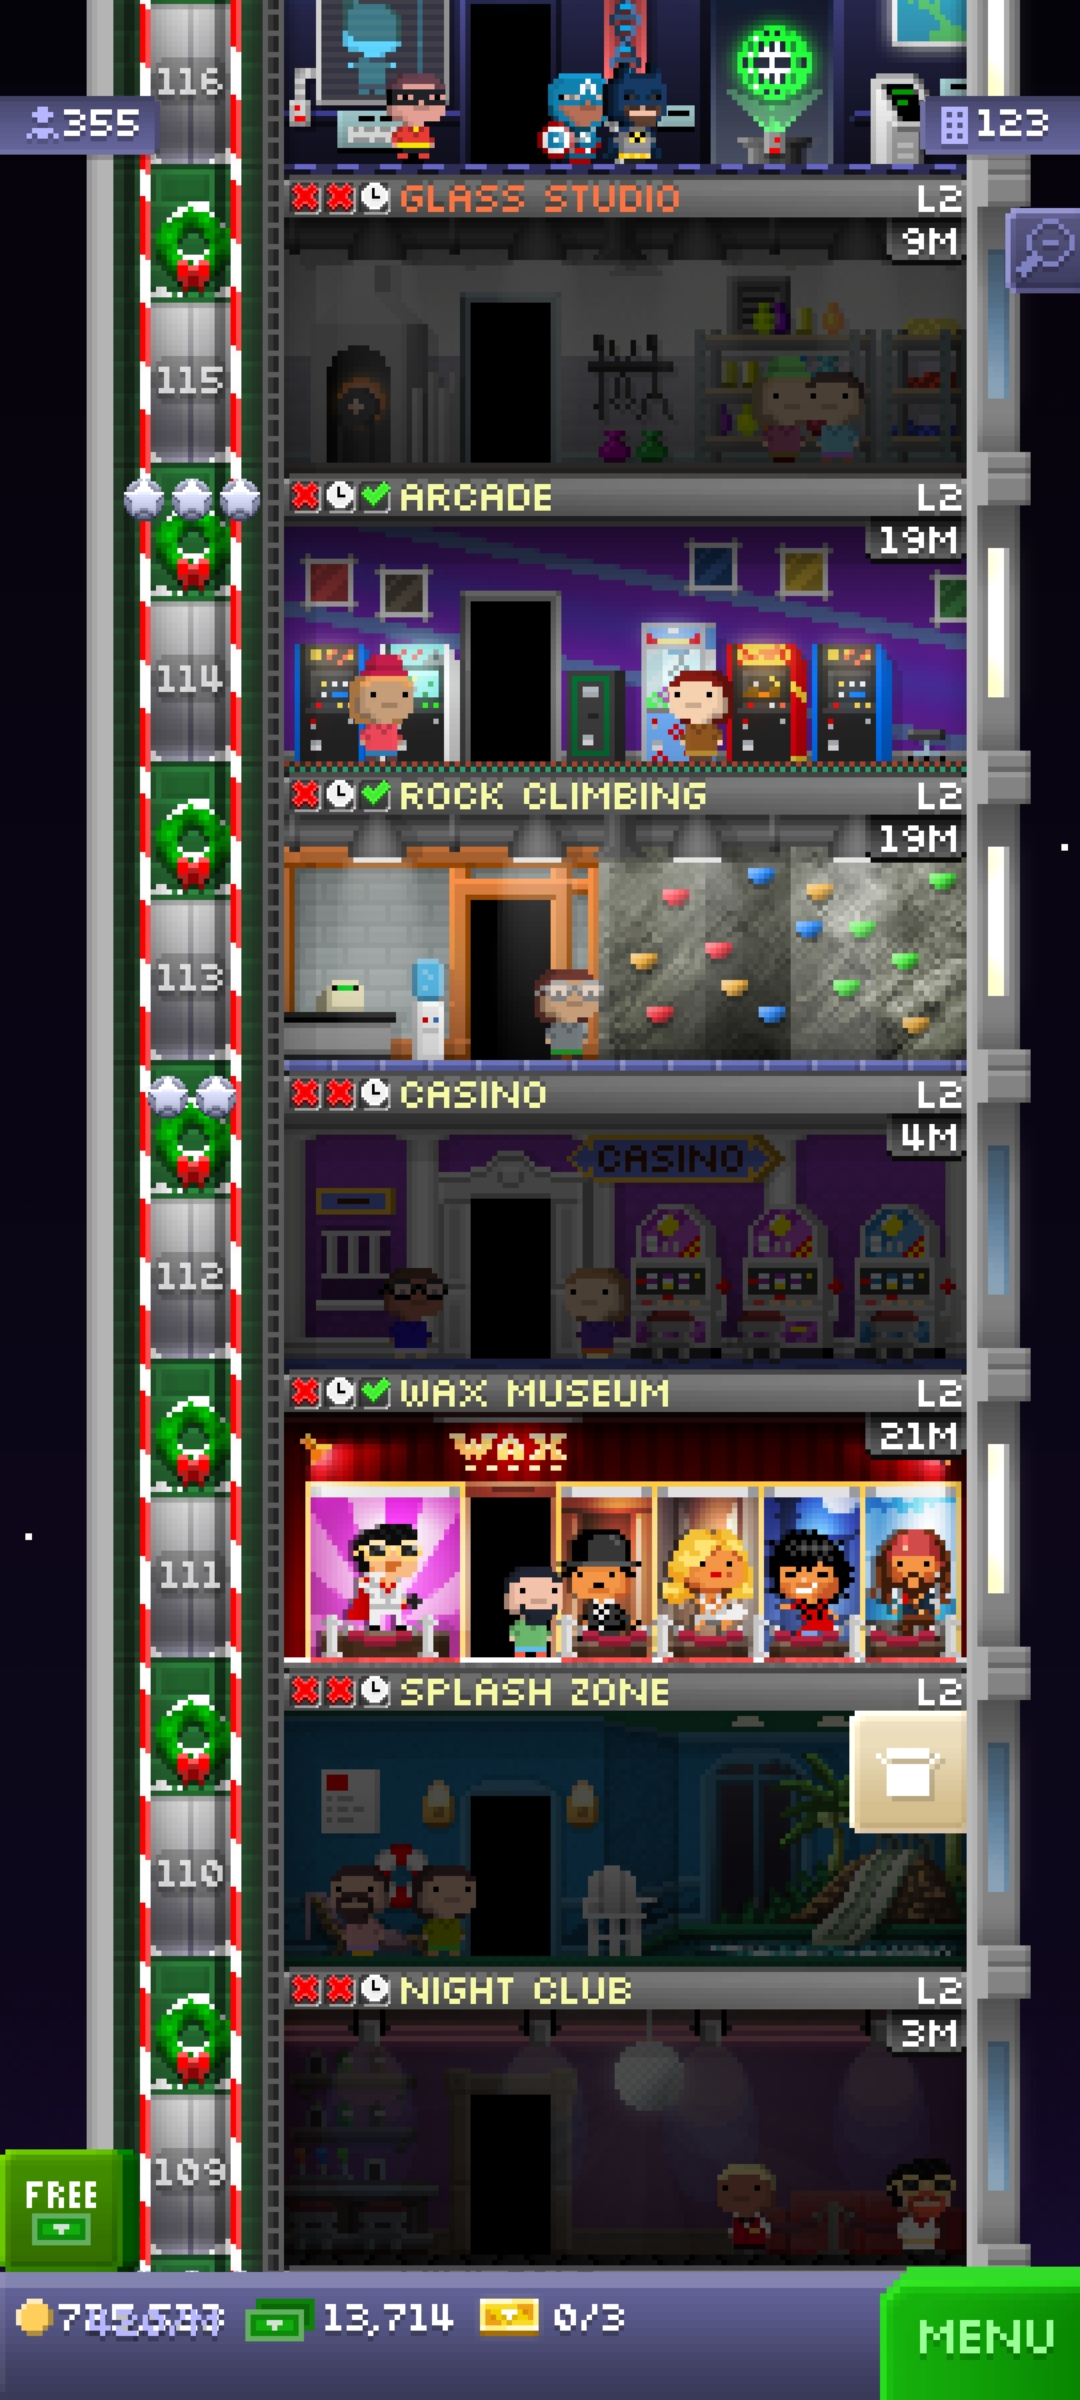 116
355
123
GLASS STUDIO L2
9M
115
ARCADE L2
19M
114
ROCK CLIMBING L2
19M
113
CASINO L2
4M
CASINO
112
WAX MUSEUM L2
21M
WAX
111
SPLASH ZONE L2
110
NIGHT CLUB L2
3M
109
FREE
13,714 0/3
MENU